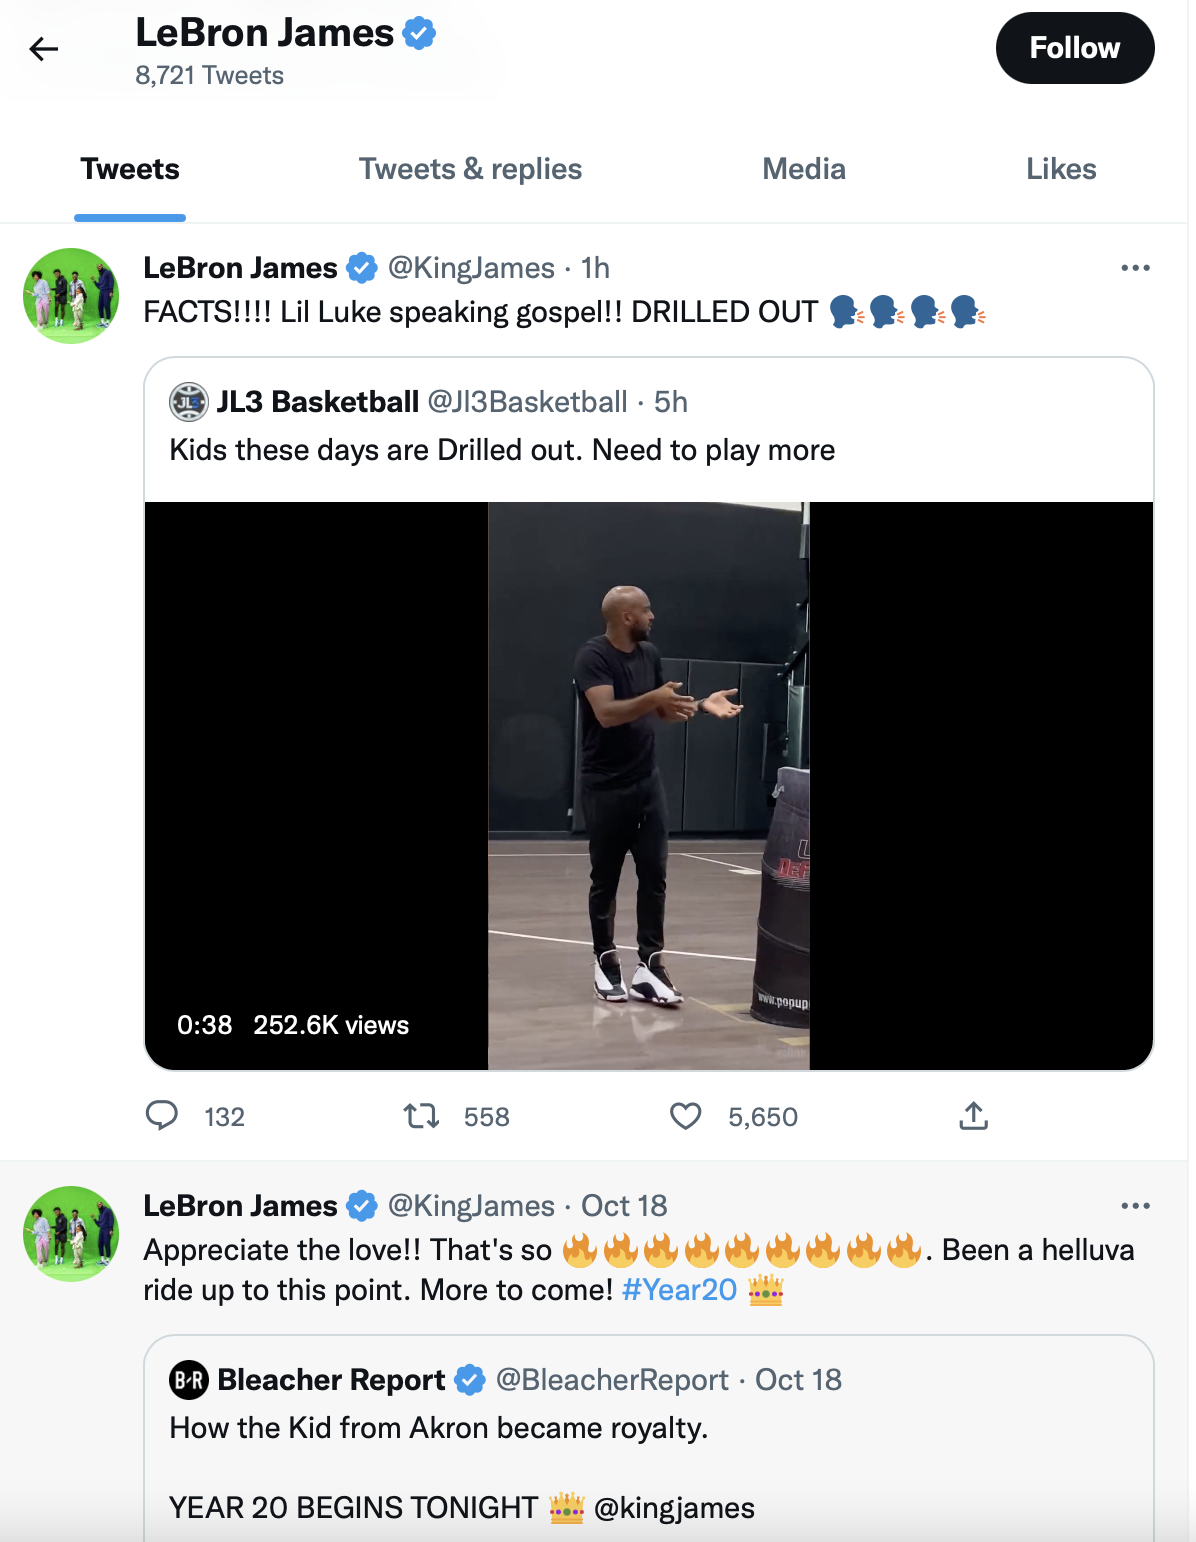 LeBron James
8,721 Tweets
Follow
Tweets
Tweets & replies
Media
Likes
LeBron James @KingJames · 1h
FACTS!!!! Lil Luke speaking gospel!! DRILLED OUT 🗣🗣🗣🗣
JL3
JL3 Basketball @Jl3Basketball · 5h
Kids these days are Drilled out. Need to play more
www.popup
0:38 252.6K views
132
558
5,650
LeBron James @KingJames · Oct 18
Appreciate the love!! That's so 🔥🔥🔥🔥🔥🔥🔥🔥🔥. Been a helluva
ride up to this point. More to come! #Year20 👑
B/R
Bleacher Report @BleacherReport · Oct 18
How the Kid from Akron became royalty.
YEAR 20 BEGINS TONIGHT 👑 @kingjames